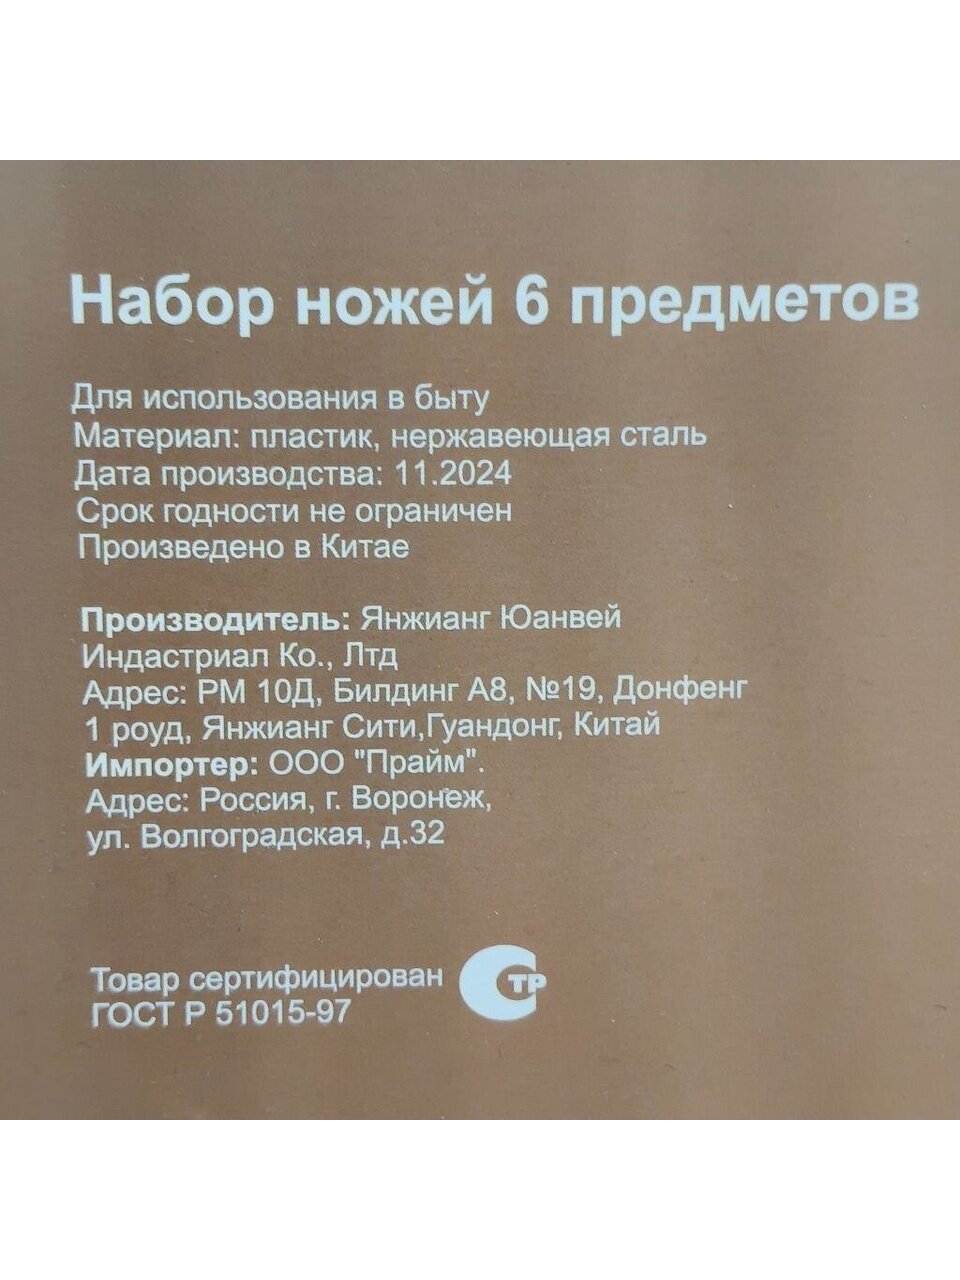 Набор ножей 6 предметов
Для использования в быту
Материал: пластик, нержавеющая сталь
Дата производства: 11.2024
Срок годности не ограничен
Произведено в Китае
Производитель: Янжианг Юанвей
Индастриал Ко., Лтд
Адрес: РМ 10Д, Билдинг А8, №19, Донфенг
1 роуд, Янжианг Сити,Гуандонг, Китай
Импортер: ООО "Прайм".
Адрес: Россия, г. Воронеж,
ул. Волгоградская, д.32
Товар сертифицирован
ГОСТ Р 51015-97
СТР